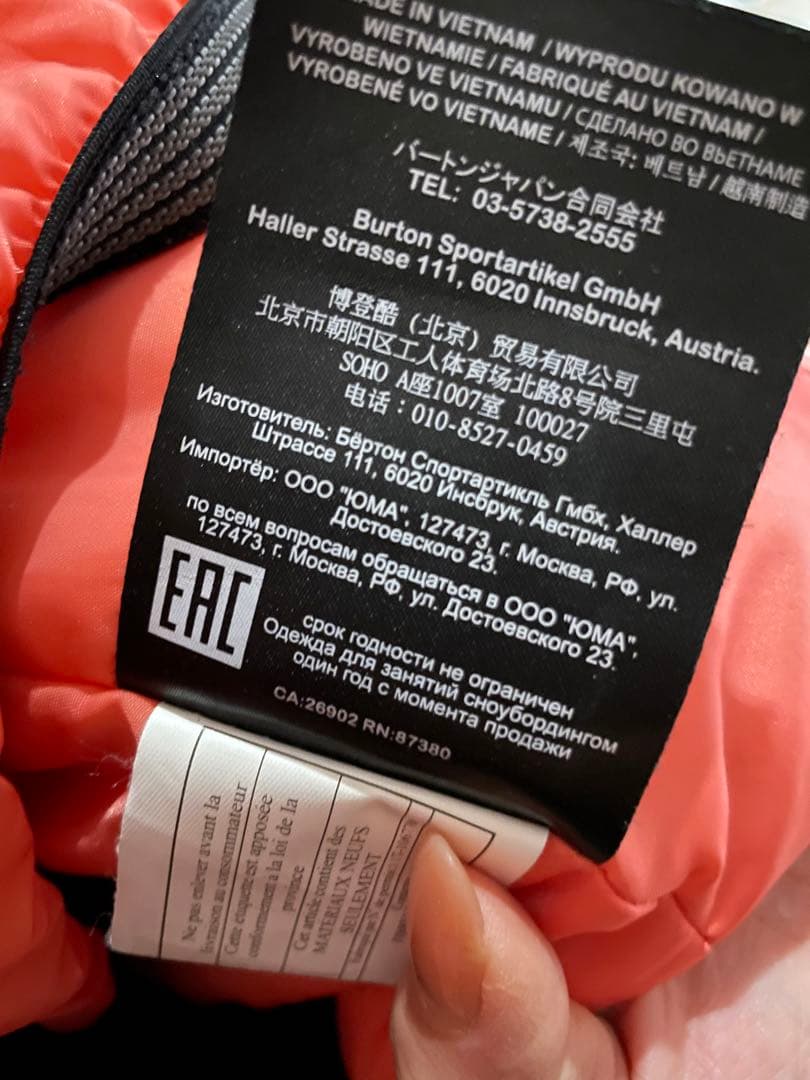 MADE IN VIETNAM / WYPRODU KOWANO W
WIETNAMIE / FABRIQUÉ AU VIETNAM /
VYROBENO VE VIETNAMU / СДЕЛАНО ВО ВЬЕТНАМЕ
VYROBENÉ VO VIETNAME / 제조국: 베트남 / 越南制造
バートンジャパン合同会社
TEL: 03-5738-2555
Burton Sportartikel GmbH
Haller Strasse 111, 6020 Innsbruck, Austria.
博登酷（北京）贸易有限公司
北京市朝阳区工人体育场北路8号院三里屯
SOHO A座1007室 100027
电话：010-8527-0459
Изготовитель: Бёртон Спортартикль Гмбх, Халлер
Штрассе 111, 6020 Инсбрук, Австрия.
Импортёр: ООО "ЮМА", 127473, г. Москва, РФ, ул.
Достоевского 23.
по всем вопросам обращаться в ООО "ЮМА",
127473, г. Москва, РФ, ул. Достоевского 23.
EAC
срок годности не ограничен
Одежда для занятий сноубордингом
один год с момента продажи
CA:26902 RN:87380
Ne pas enlever avant la
livraison au consommateur
Cette étiquette est apposée
conformement a la loi de la
province
Cet article contient des
MATERIAUX NEUFS
SEULEMENT